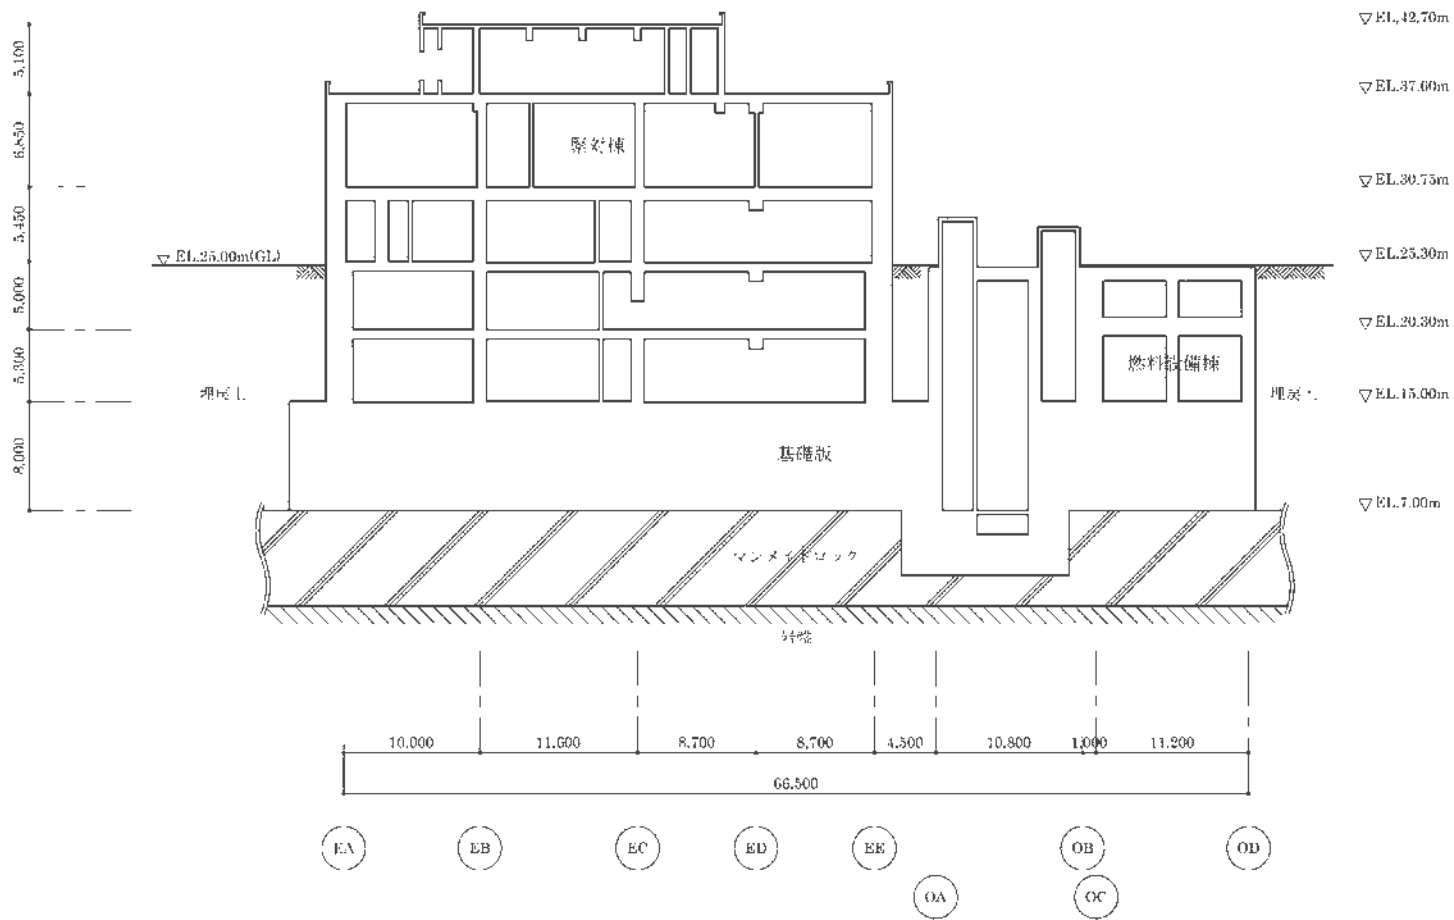 ▽ EL.42.70m
5,100
▽ EL.37.60m
6,850
緊対棟
▽ EL.30.75m
5,450
▽ EL.25.00m(GL)
▽ EL.25.30m
5,000
▽ EL.20.30m
5,300
燃料設備棟
埋戻土
埋戻土
▽ EL.15.00m
8,000
基礎版
▽ EL.7.00m
マンメイドロック
岩盤
10,000
11,600
8,700
8,700
4,500
10,800
1,000
11,200
66,500
EA
EB
EC
ED
EE
OB
OD
OA
OC